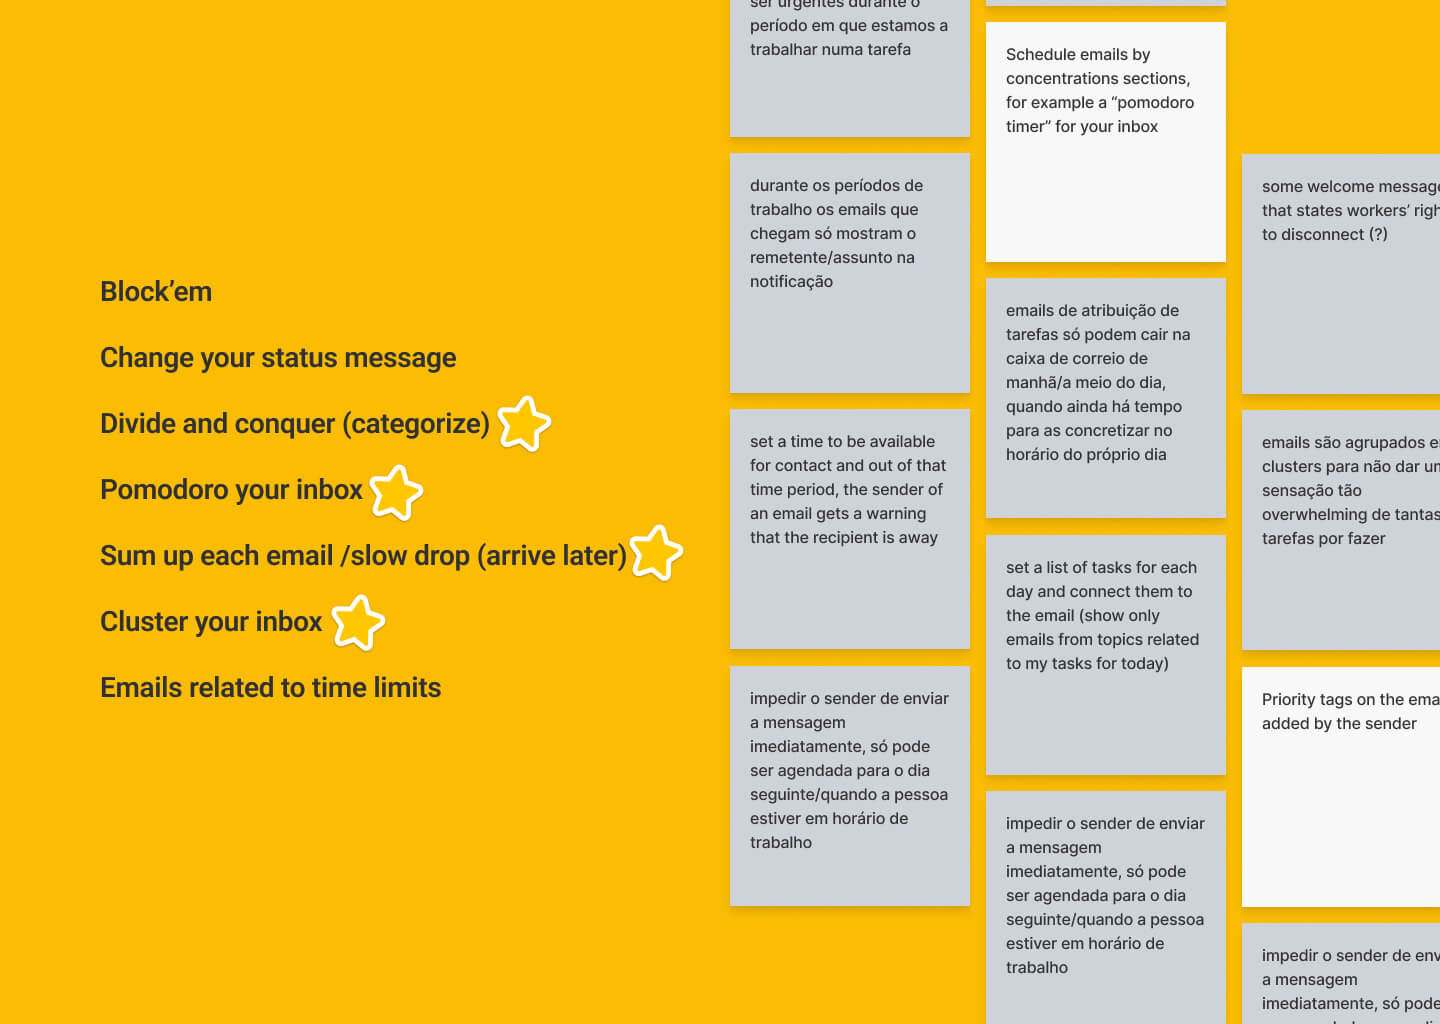 Block’em
Change your status message
Divide and conquer (categorize)
Pomodoro your inbox
Sum up each email /slow drop (arrive later)
Cluster your inbox
Emails related to time limits
ser urgentes durante o
período em que estamos a
trabalhar numa tarefa
durante os períodos de
trabalho os emails que
chegam só mostram o
remetente/assunto na
notificação
set a time to be available
for contact and out of that
time period, the sender of
an email gets a warning
that the recipient is away
impedir o sender de enviar
a mensagem
imediatamente, só pode
ser agendada para o dia
seguinte/quando a pessoa
estiver em horário de
trabalho
Schedule emails by
concentrations sections,
for example a “pomodoro
timer” for your inbox
emails de atribuição de
tarefas só podem cair na
caixa de correio de
manhã/a meio do dia,
quando ainda há tempo
para as concretizar no
horário do próprio dia
set a list of tasks for each
day and connect them to
the email (show only
emails from topics related
to my tasks for today)
impedir o sender de enviar
a mensagem
imediatamente, só pode
ser agendada para o dia
seguinte/quando a pessoa
estiver em horário de
trabalho
some welcome message
that states workers’ righ
to disconnect (?)
emails são agrupados e
clusters para não dar um
sensação tão
overwhelming de tantas
tarefas por fazer
Priority tags on the ema
added by the sender
impedir o sender de env
a mensagem
imediatamente, só pode